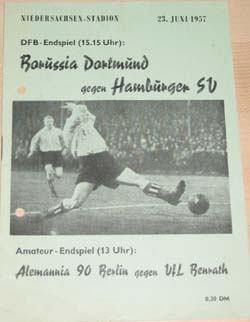 NIEDERSACHSEN-STADION 23. JUNI 1957
DFB-Endspiel (15.15 Uhr):
Borussia Dortmund
gegen Hamburger SV
Amateur-Endspiel (13 Uhr):
Alemannia 90 Berlin gegen VfL Benrath
0,20 DM